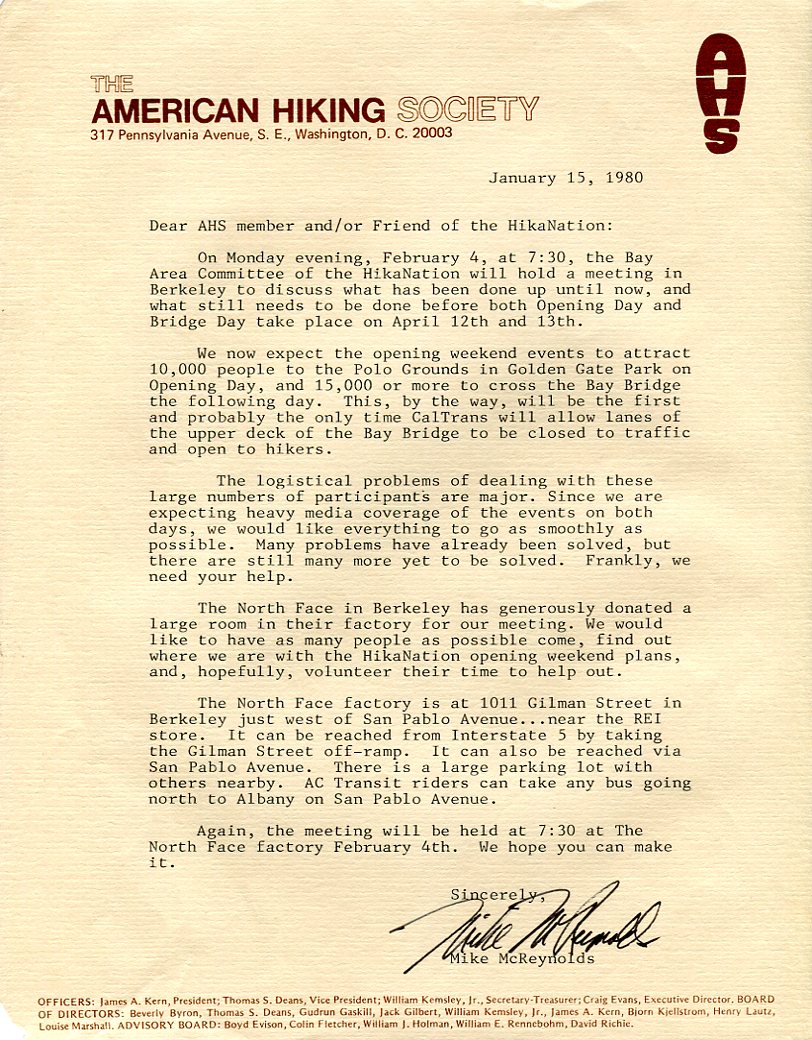 THE
AMERICAN HIKING SOCIETY
317 Pennsylvania Avenue, S. E., Washington, D. C. 20003
AHS
January 15, 1980
Dear AHS member and/or Friend of the HikaNation:
On Monday evening, February 4, at 7:30, the Bay
Area Committee of the HikaNation will hold a meeting in
Berkeley to discuss what has been done up until now, and
what still needs to be done before both Opening Day and
Bridge Day take place on April 12th and 13th.
We now expect the opening weekend events to attract
10,000 people to the Polo Grounds in Golden Gate Park on
Opening Day, and 15,000 or more to cross the Bay Bridge
the following day. This, by the way, will be the first
and probably the only time CalTrans will allow lanes of
the upper deck of the Bay Bridge to be closed to traffic
and open to hikers.
The logistical problems of dealing with these
large numbers of participants are major. Since we are
expecting heavy media coverage of the events on both
days, we would like everything to go as smoothly as
possible. Many problems have already been solved, but
there are still many more yet to be solved. Frankly, we
need your help.
The North Face in Berkeley has generously donated a
large room in their factory for our meeting. We would
like to have as many people as possible come, find out
where we are with the HikaNation opening weekend plans,
and, hopefully, volunteer their time to help out.
The North Face factory is at 1011 Gilman Street in
Berkeley just west of San Pablo Avenue...near the REI
store. It can be reached from Interstate 5 by taking
the Gilman Street off-ramp. It can also be reached via
San Pablo Avenue. There is a large parking lot with
others nearby. AC Transit riders can take any bus going
north to Albany on San Pablo Avenue.
Again, the meeting will be held at 7:30 at The
North Face factory February 4th. We hope you can make
it.
Sincerely,
Mike McReynolds
Mike McReynolds
OFFICERS: James A. Kern, President; Thomas S. Deans, Vice President; William Kemsley, Jr., Secretary-Treasurer; Craig Evans, Executive Director. BOARD
OF DIRECTORS: Beverly Byron, Thomas S. Deans, Gudrun Gaskill, Jack Gilbert, William Kemsley, Jr., James A. Kern, Bjorn Kjellstrom, Henry Lautz,
Louise Marshall. ADVISORY BOARD: Boyd Evison, Colin Fletcher, William J. Holman, William E. Rennebohm, David Richie.